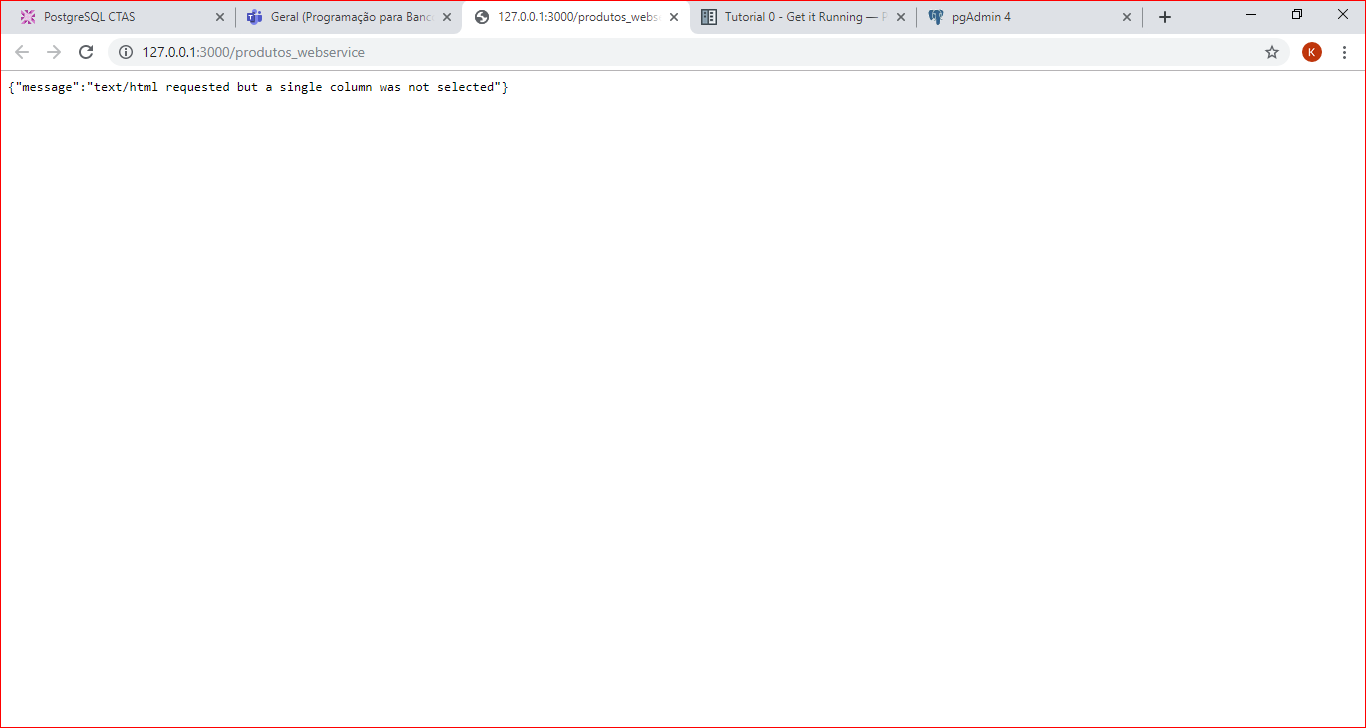 PostgreSQL CTAS
Geral (Programação para Banc
127.0.0.1:3000/produtos_webs
Tutorial 0 - Get it Running — P
pgAdmin 4
127.0.0.1:3000/produtos_webservice
K
{"message":"text/html requested but a single column was not selected"}